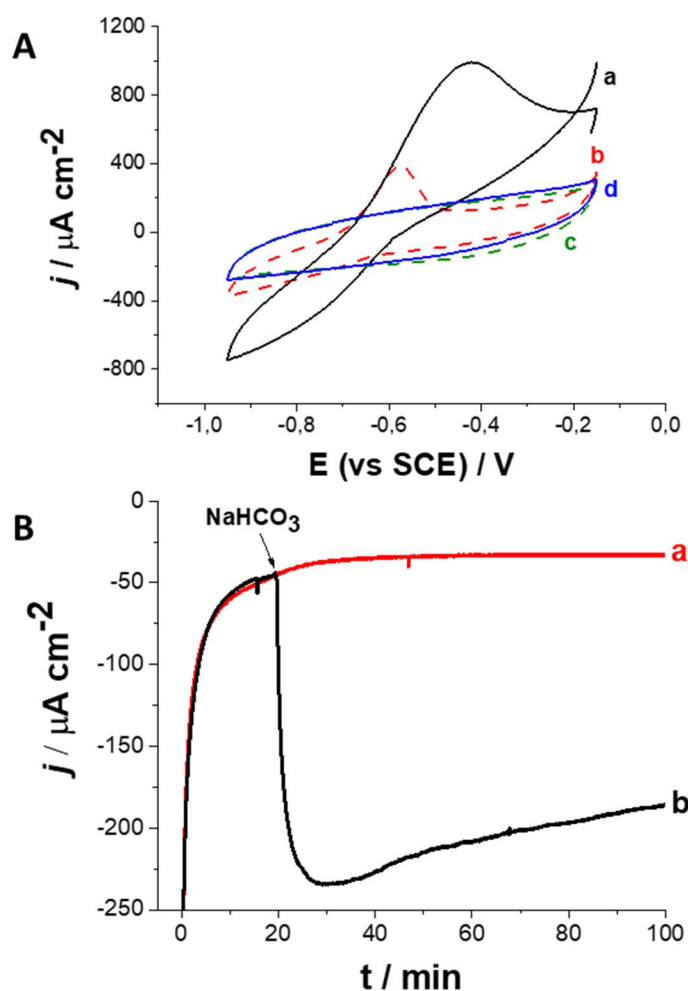 A
1200
800
400
0
-400
-800
j / μA cm-2
a
b
d
c
-1,0
-0,8
-0,6
-0,4
-0,2
0,0
E (vs SCE) / V
B
0
-50
-100
-150
-200
-250
j / μA cm-2
NaHCO3
a
b
0
20
40
60
80
100
t / min